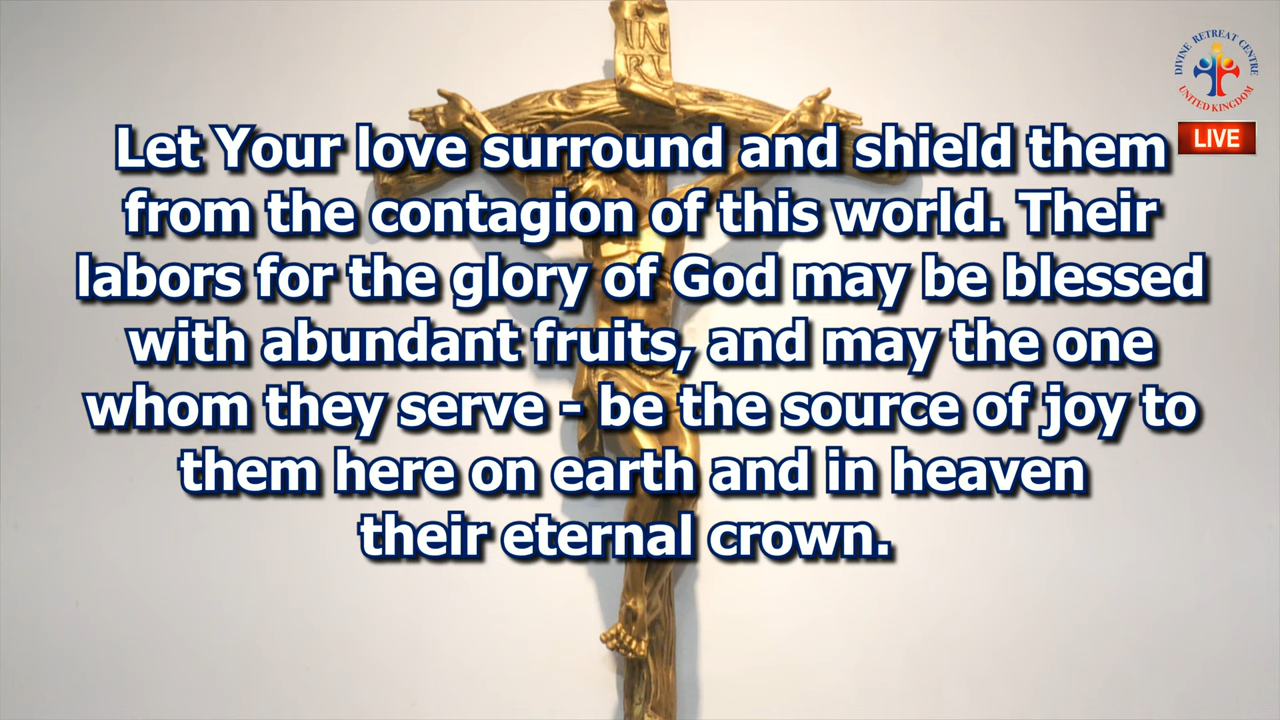 INRI
DIVINE RETREAT CENTRE
UNITED KINGDOM
LIVE
Let Your love surround and shield them
from the contagion of this world. Their
labors for the glory of God may be blessed
with abundant fruits, and may the one
whom they serve - be the source of joy to
them here on earth and in heaven
their eternal crown.